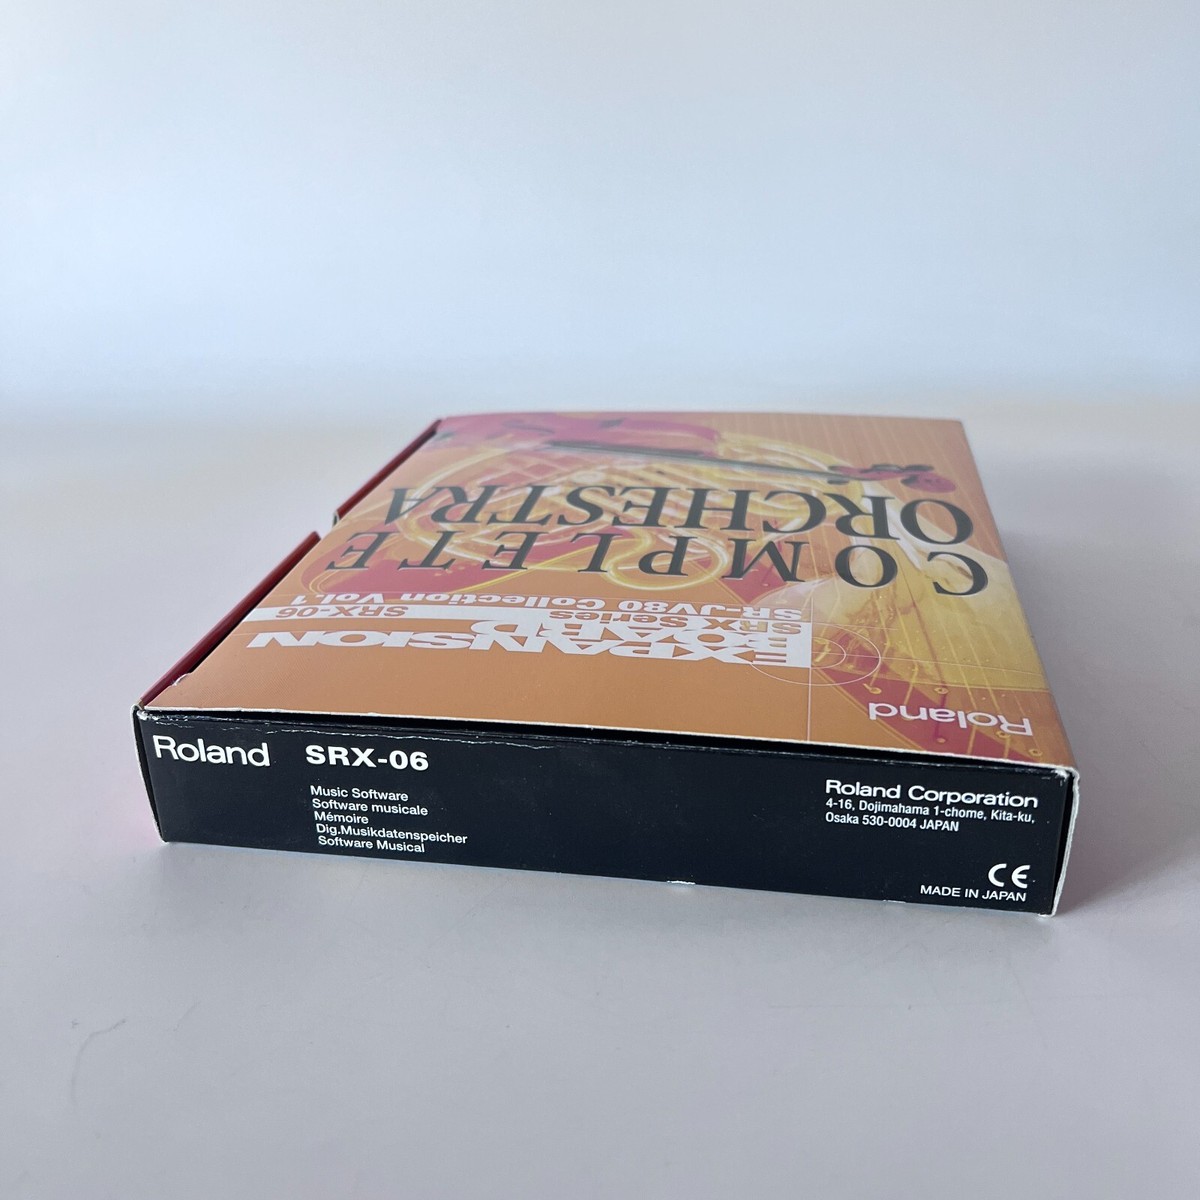 Roland
EXPANSION
BOARD
SRX Series
SRX-06
SR-JV80 Collection Vol.1
COMPLETE
ORCHESTRA
Roland
SRX-06
Music Software
Software musicale
Mémoire
Dig.Musikdatenspeicher
Software Musical
Roland Corporation
4-16, Dojimahama 1-chome, Kita-ku,
Osaka 530-0004 JAPAN
CE
MADE IN JAPAN